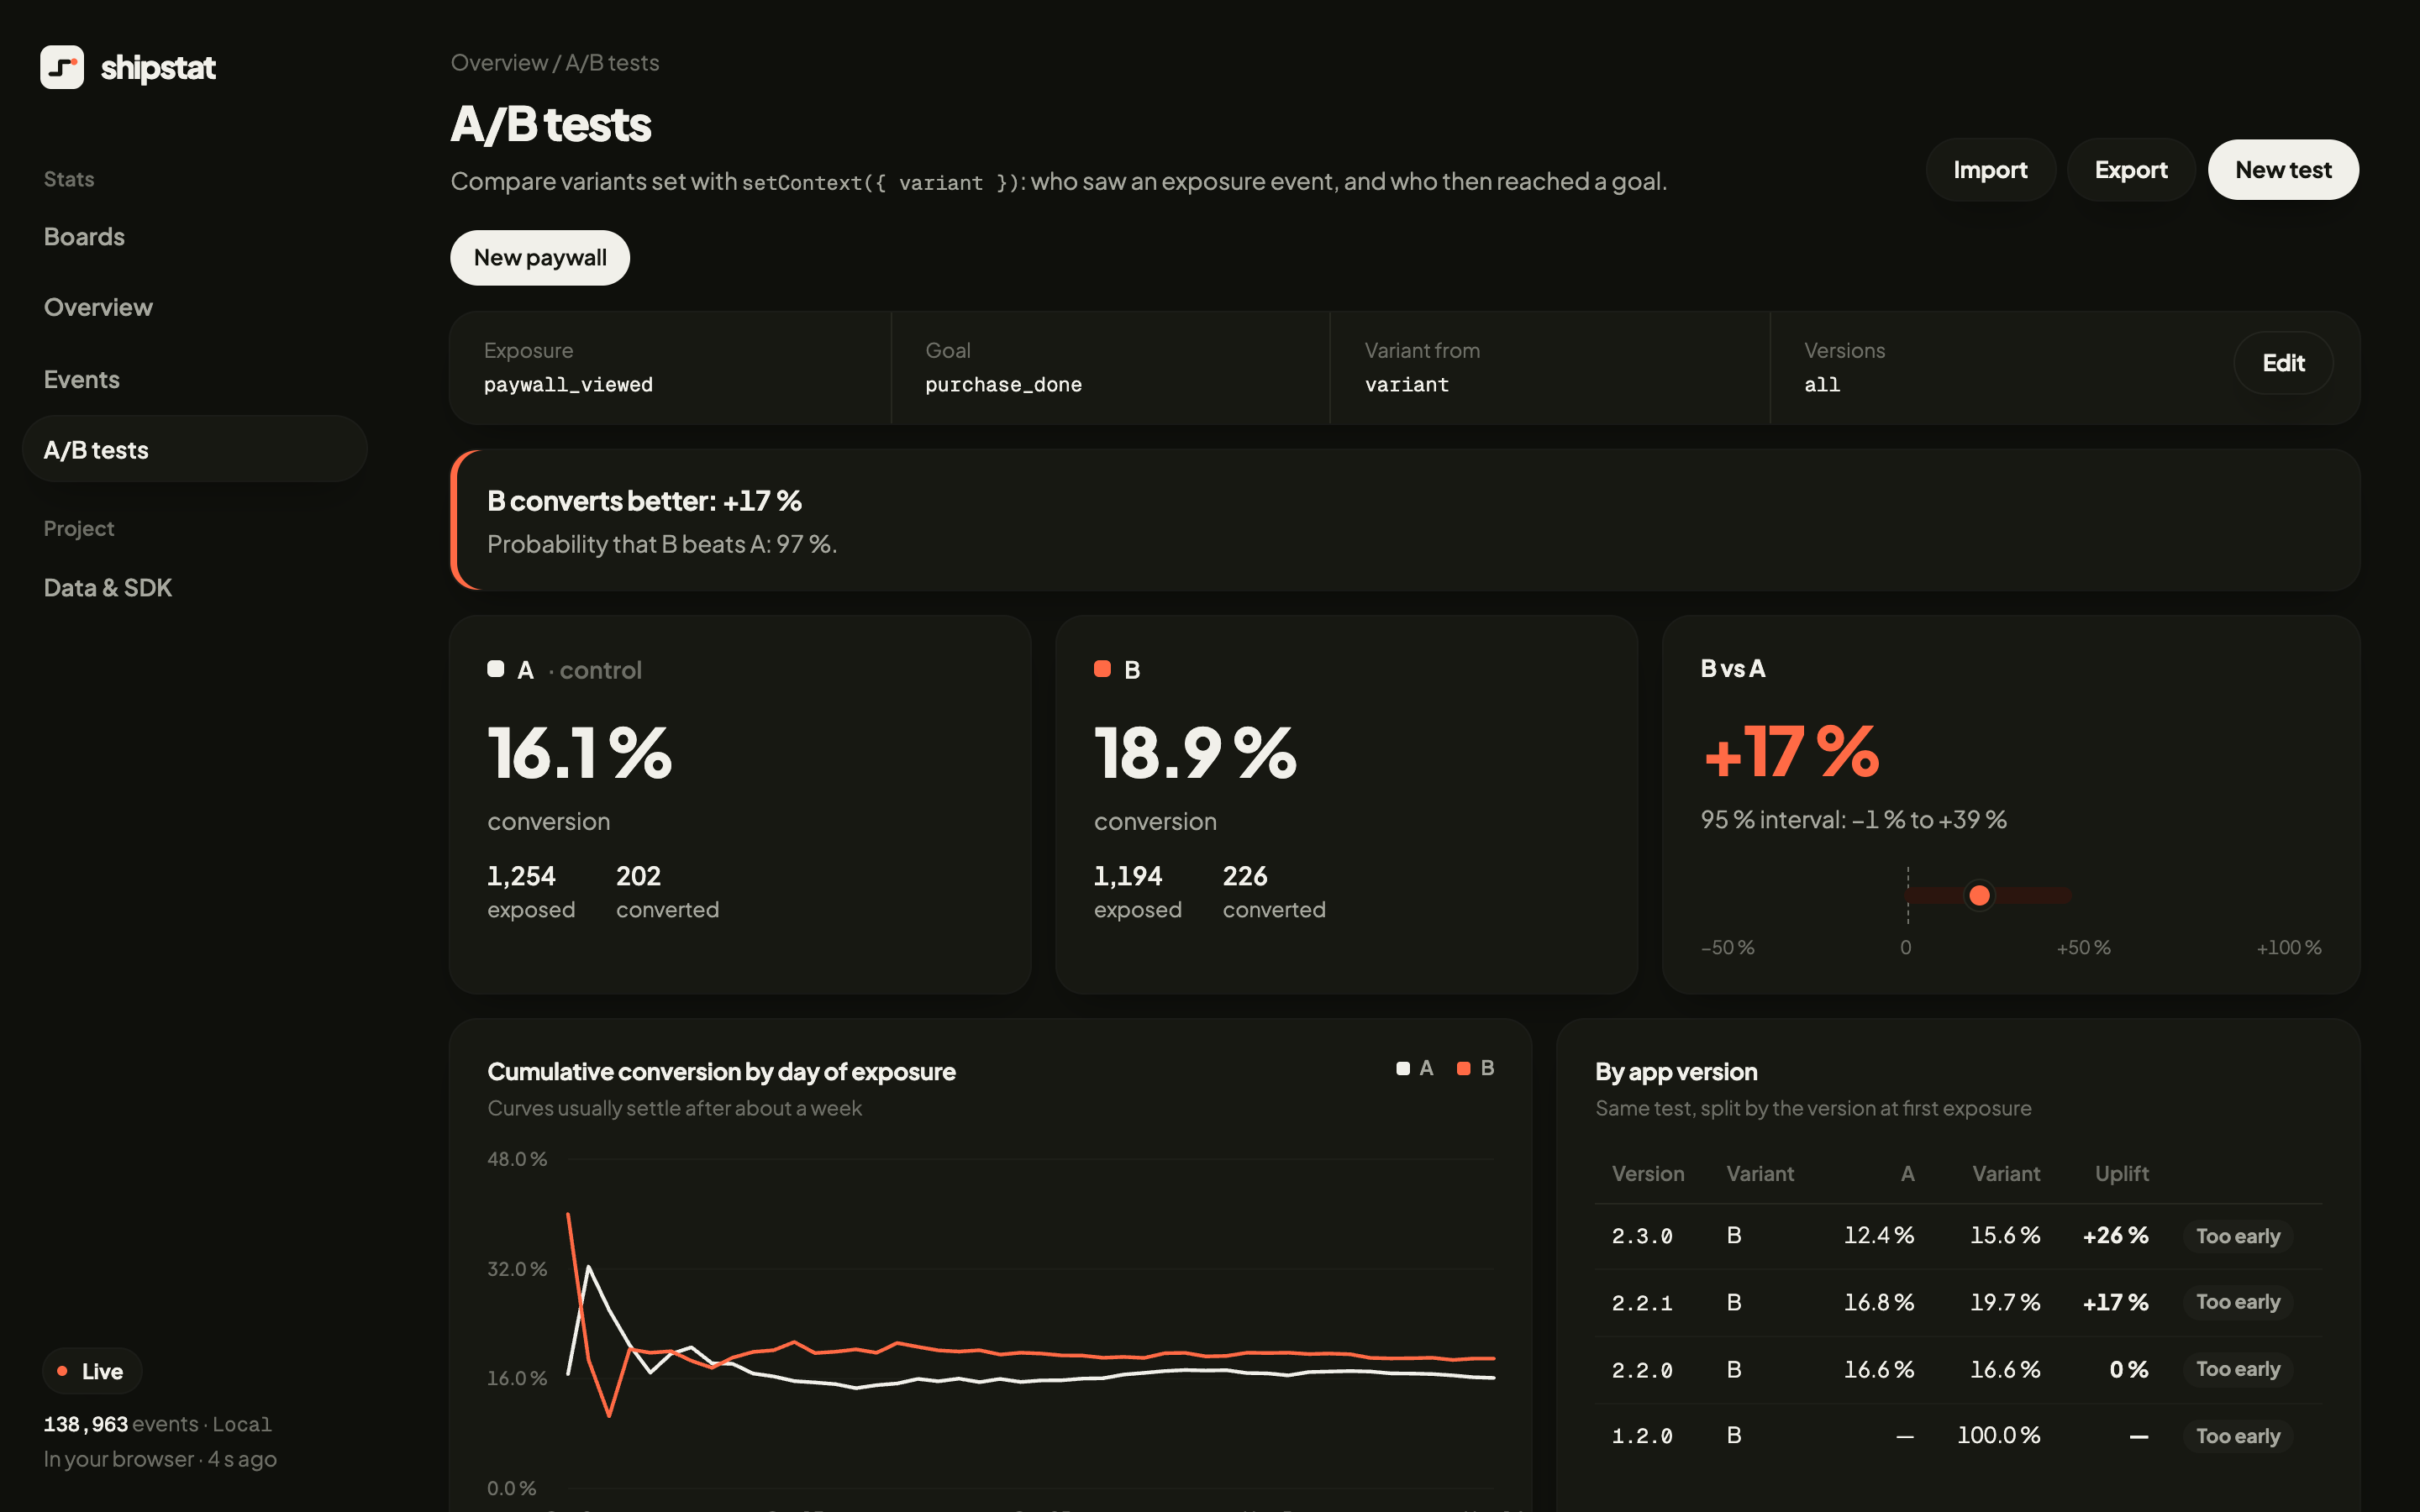 shipstat
Stats
Boards
Overview
Events
A/B tests
Project
Data & SDK
Live
138,963 events · Local
In your browser · 4 s ago
Overview / A/B tests
A/B tests
Compare variants set with setContext({ variant }): who saw an exposure event, and who then reached a goal.
Import
Export
New test
New paywall
Exposure
paywall_viewed
Goal
purchase_done
Variant from
variant
Versions
all
Edit
B converts better: +17 %
Probability that B beats A: 97 %.
A · control
16.1 %
conversion
1,254 202
exposed converted
B
18.9 %
conversion
1,194 226
exposed converted
B vs A
+17 %
95 % interval: −1 % to +39 %
−50 % 0 +50 % +100 %
Cumulative conversion by day of exposure
A B
Curves usually settle after about a week
48.0 %
32.0 %
16.0 %
0.0 %
By app version
Same test, split by the version at first exposure
Version Variant A Variant Uplift
2.3.0 B 12.4 % 15.6 % +26 % Too early
2.2.1 B 16.8 % 19.7 % +17 % Too early
2.2.0 B 16.6 % 16.6 % 0 % Too early
1.2.0 B — 100.0 % — Too early